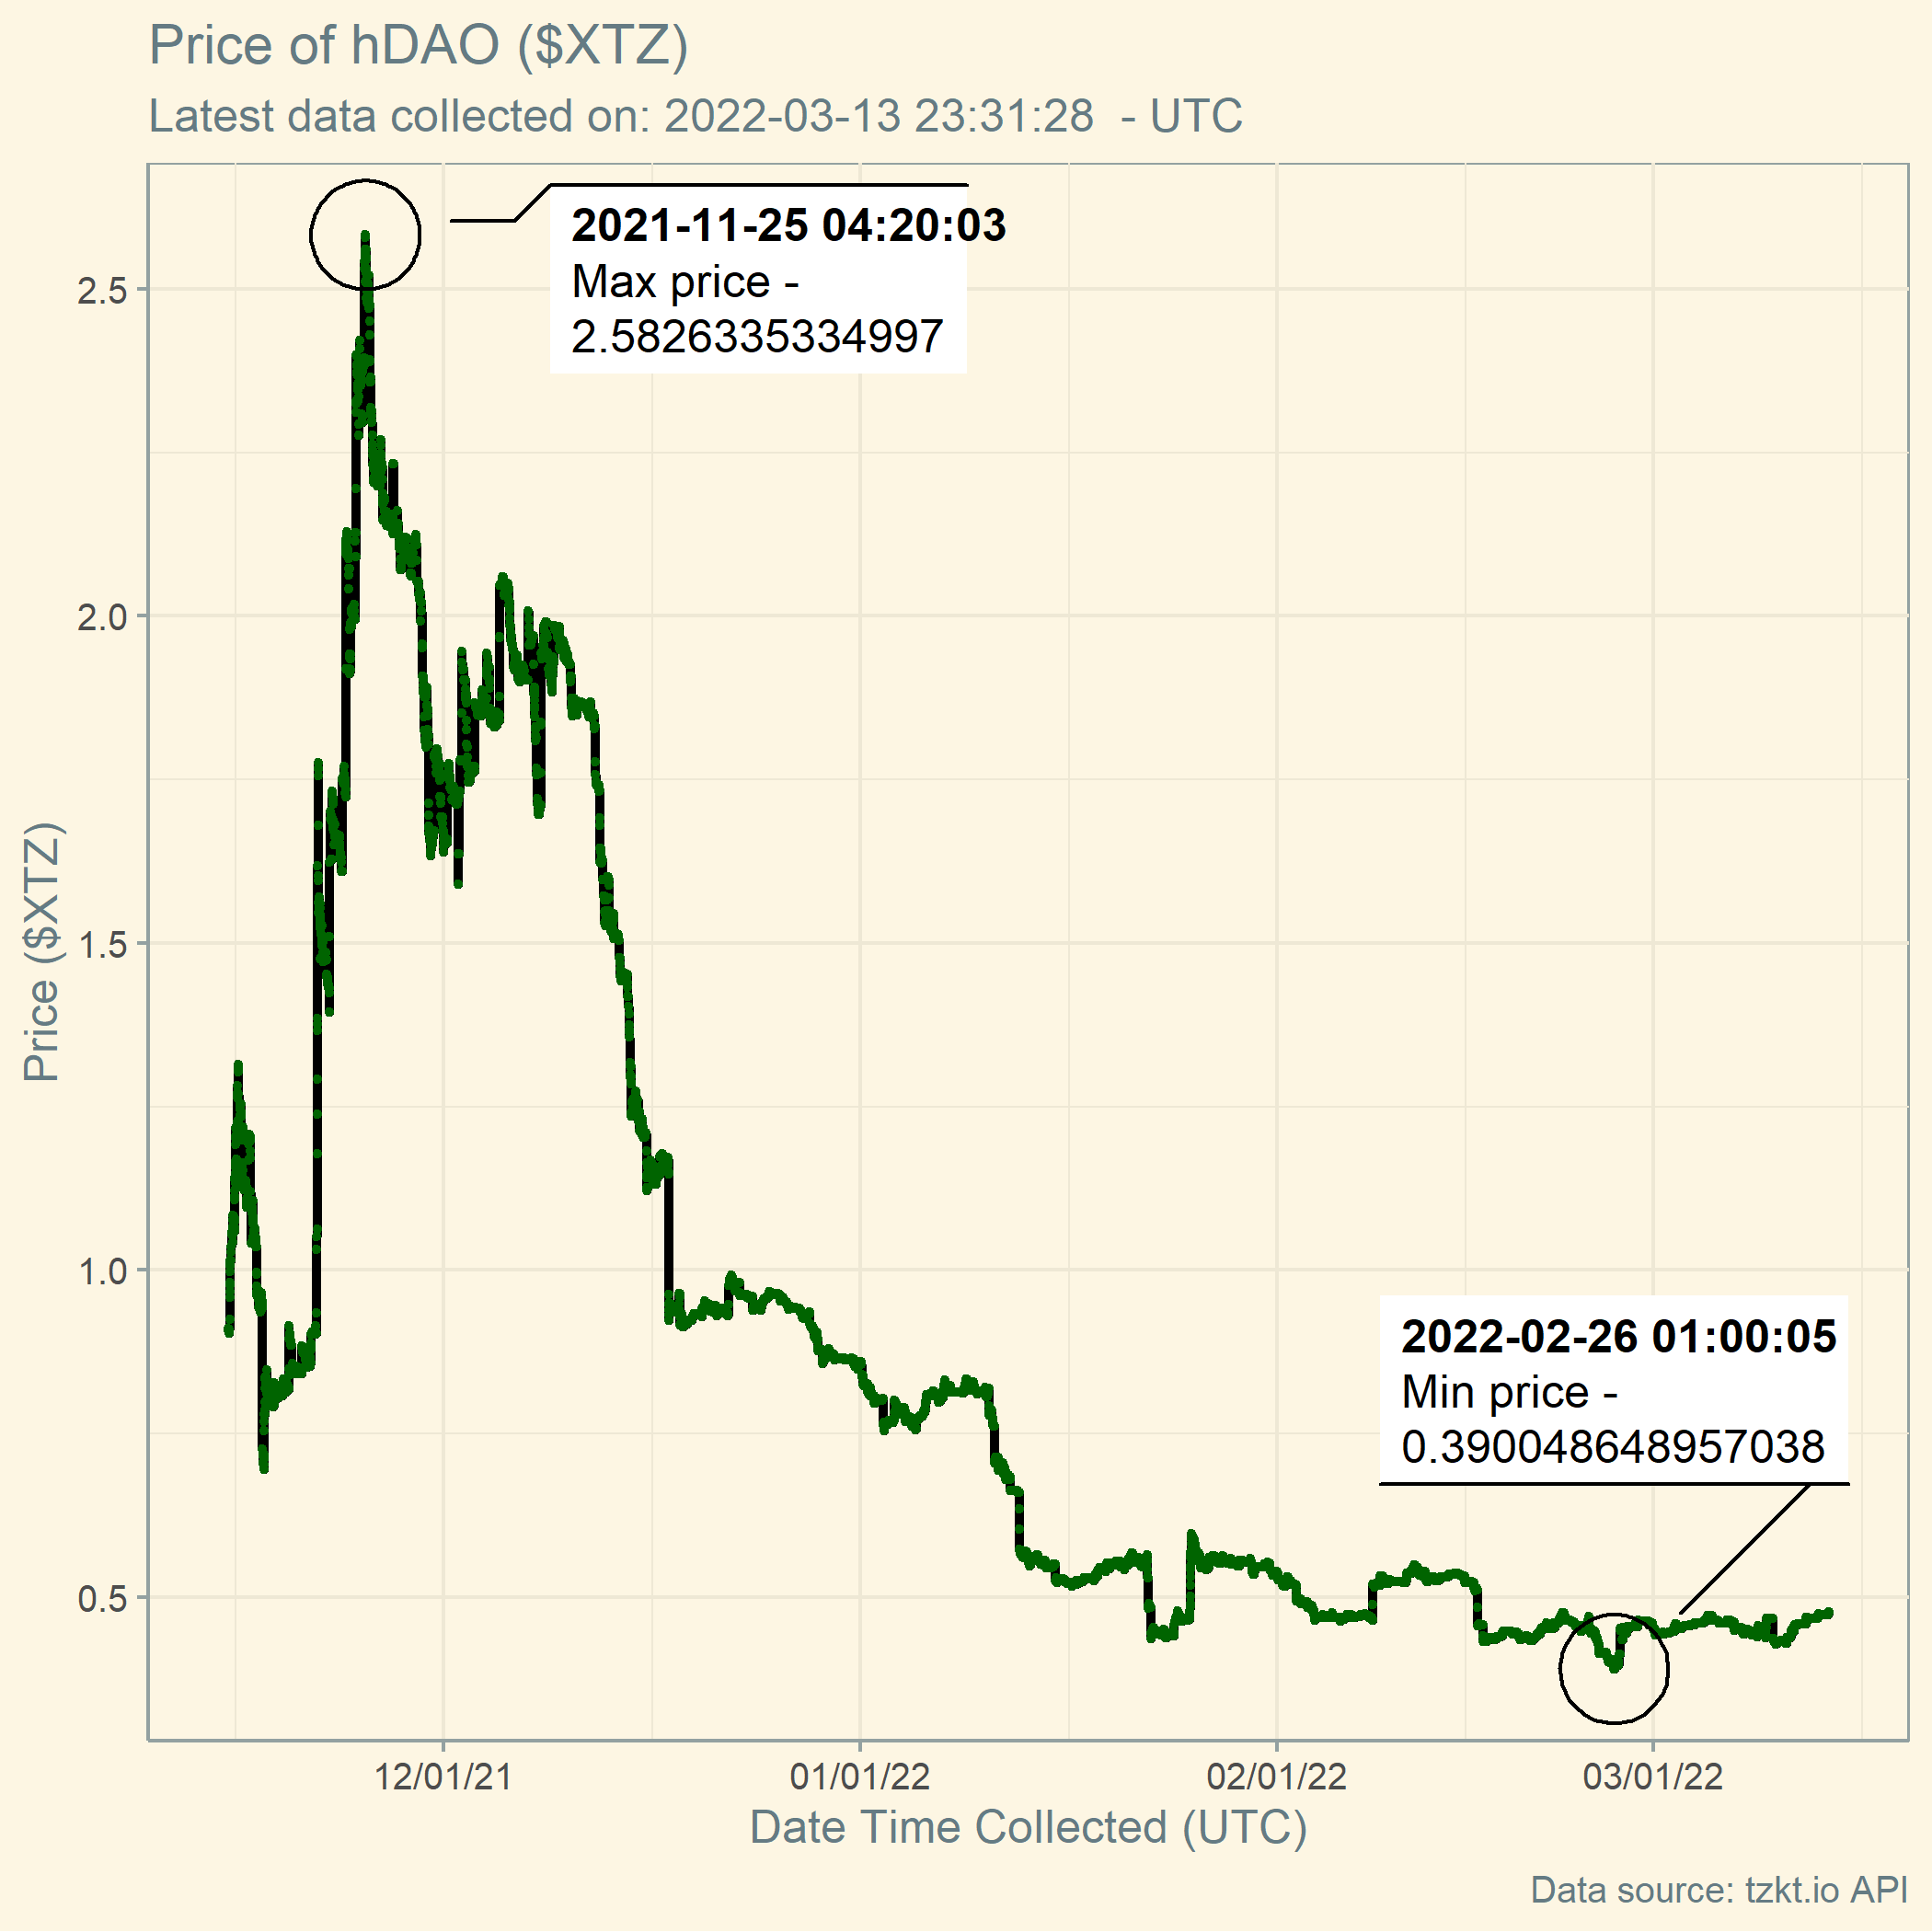 Price of hDAO ($XTZ)
Latest data collected on: 2022-03-13 23:31:28  - UTC
2021-11-25 04:20:03
Max price -
2.5826335334997
2.5
2.0
1.5
1.0
0.5
Price ($XTZ)
2022-02-26 01:00:05
Min price -
0.390048648957038
12/01/21
01/01/22
02/01/22
03/01/22
Date Time Collected (UTC)
Data source: tzkt.io API